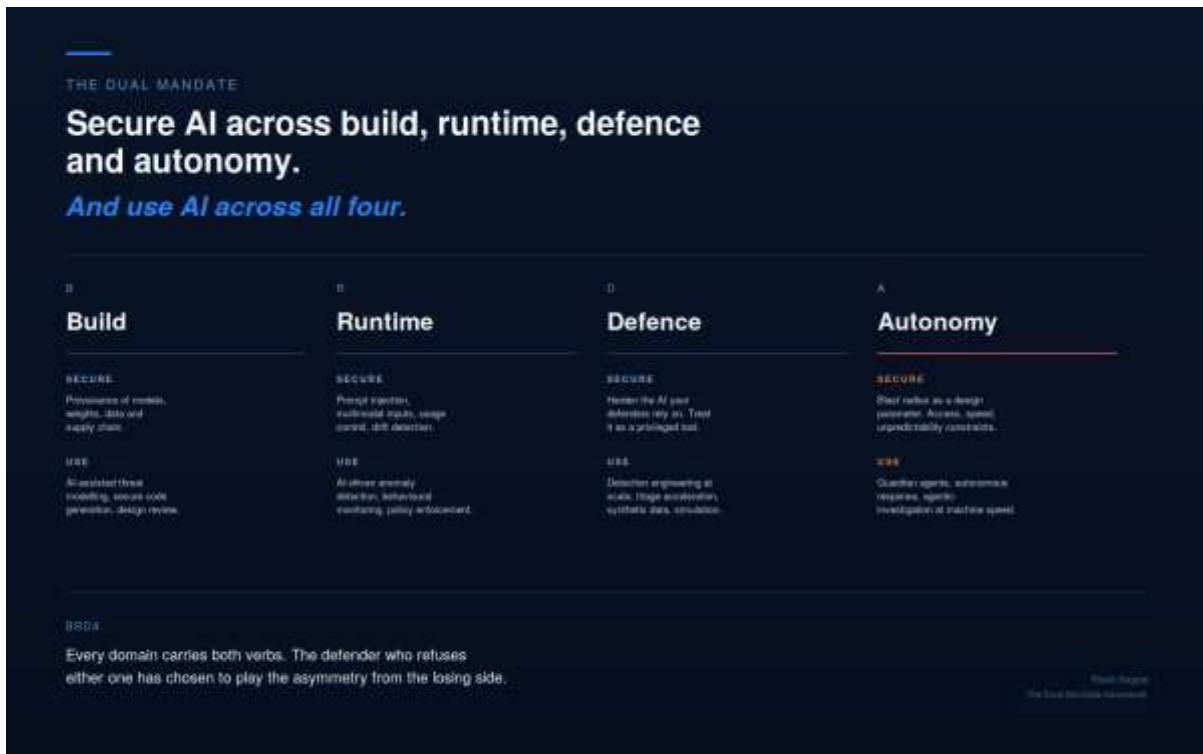 THE DUAL MANDATE
Secure AI across build, runtime, defence
and autonomy.
And use AI across all four.
B
Build
SECURE
Provenance of models,
weights, data and
supply chain.
USE
AI-assisted threat
modelling, secure code
generation, design review.
R
Runtime
SECURE
Prompt injection,
multimodal inputs, usage
control, drift detection.
USE
AI-driven anomaly
detection, behavioural
monitoring, policy enforcement.
D
Defence
SECURE
Harden the AI your
defenders rely on. Treat
it as a privileged tool.
USE
Detection engineering at
scale, triage acceleration,
synthetic data, simulation.
A
Autonomy
SECURE
Blast radius as a design
parameter. Access, speed,
unpredictability constraints.
USE
Guardian agents, autonomous
response, agentic
investigation at machine speed.
BRDA
Every domain carries both verbs. The defender who refuses
either one has chosen to play the asymmetry from the losing side.
The Dual Mandate framework